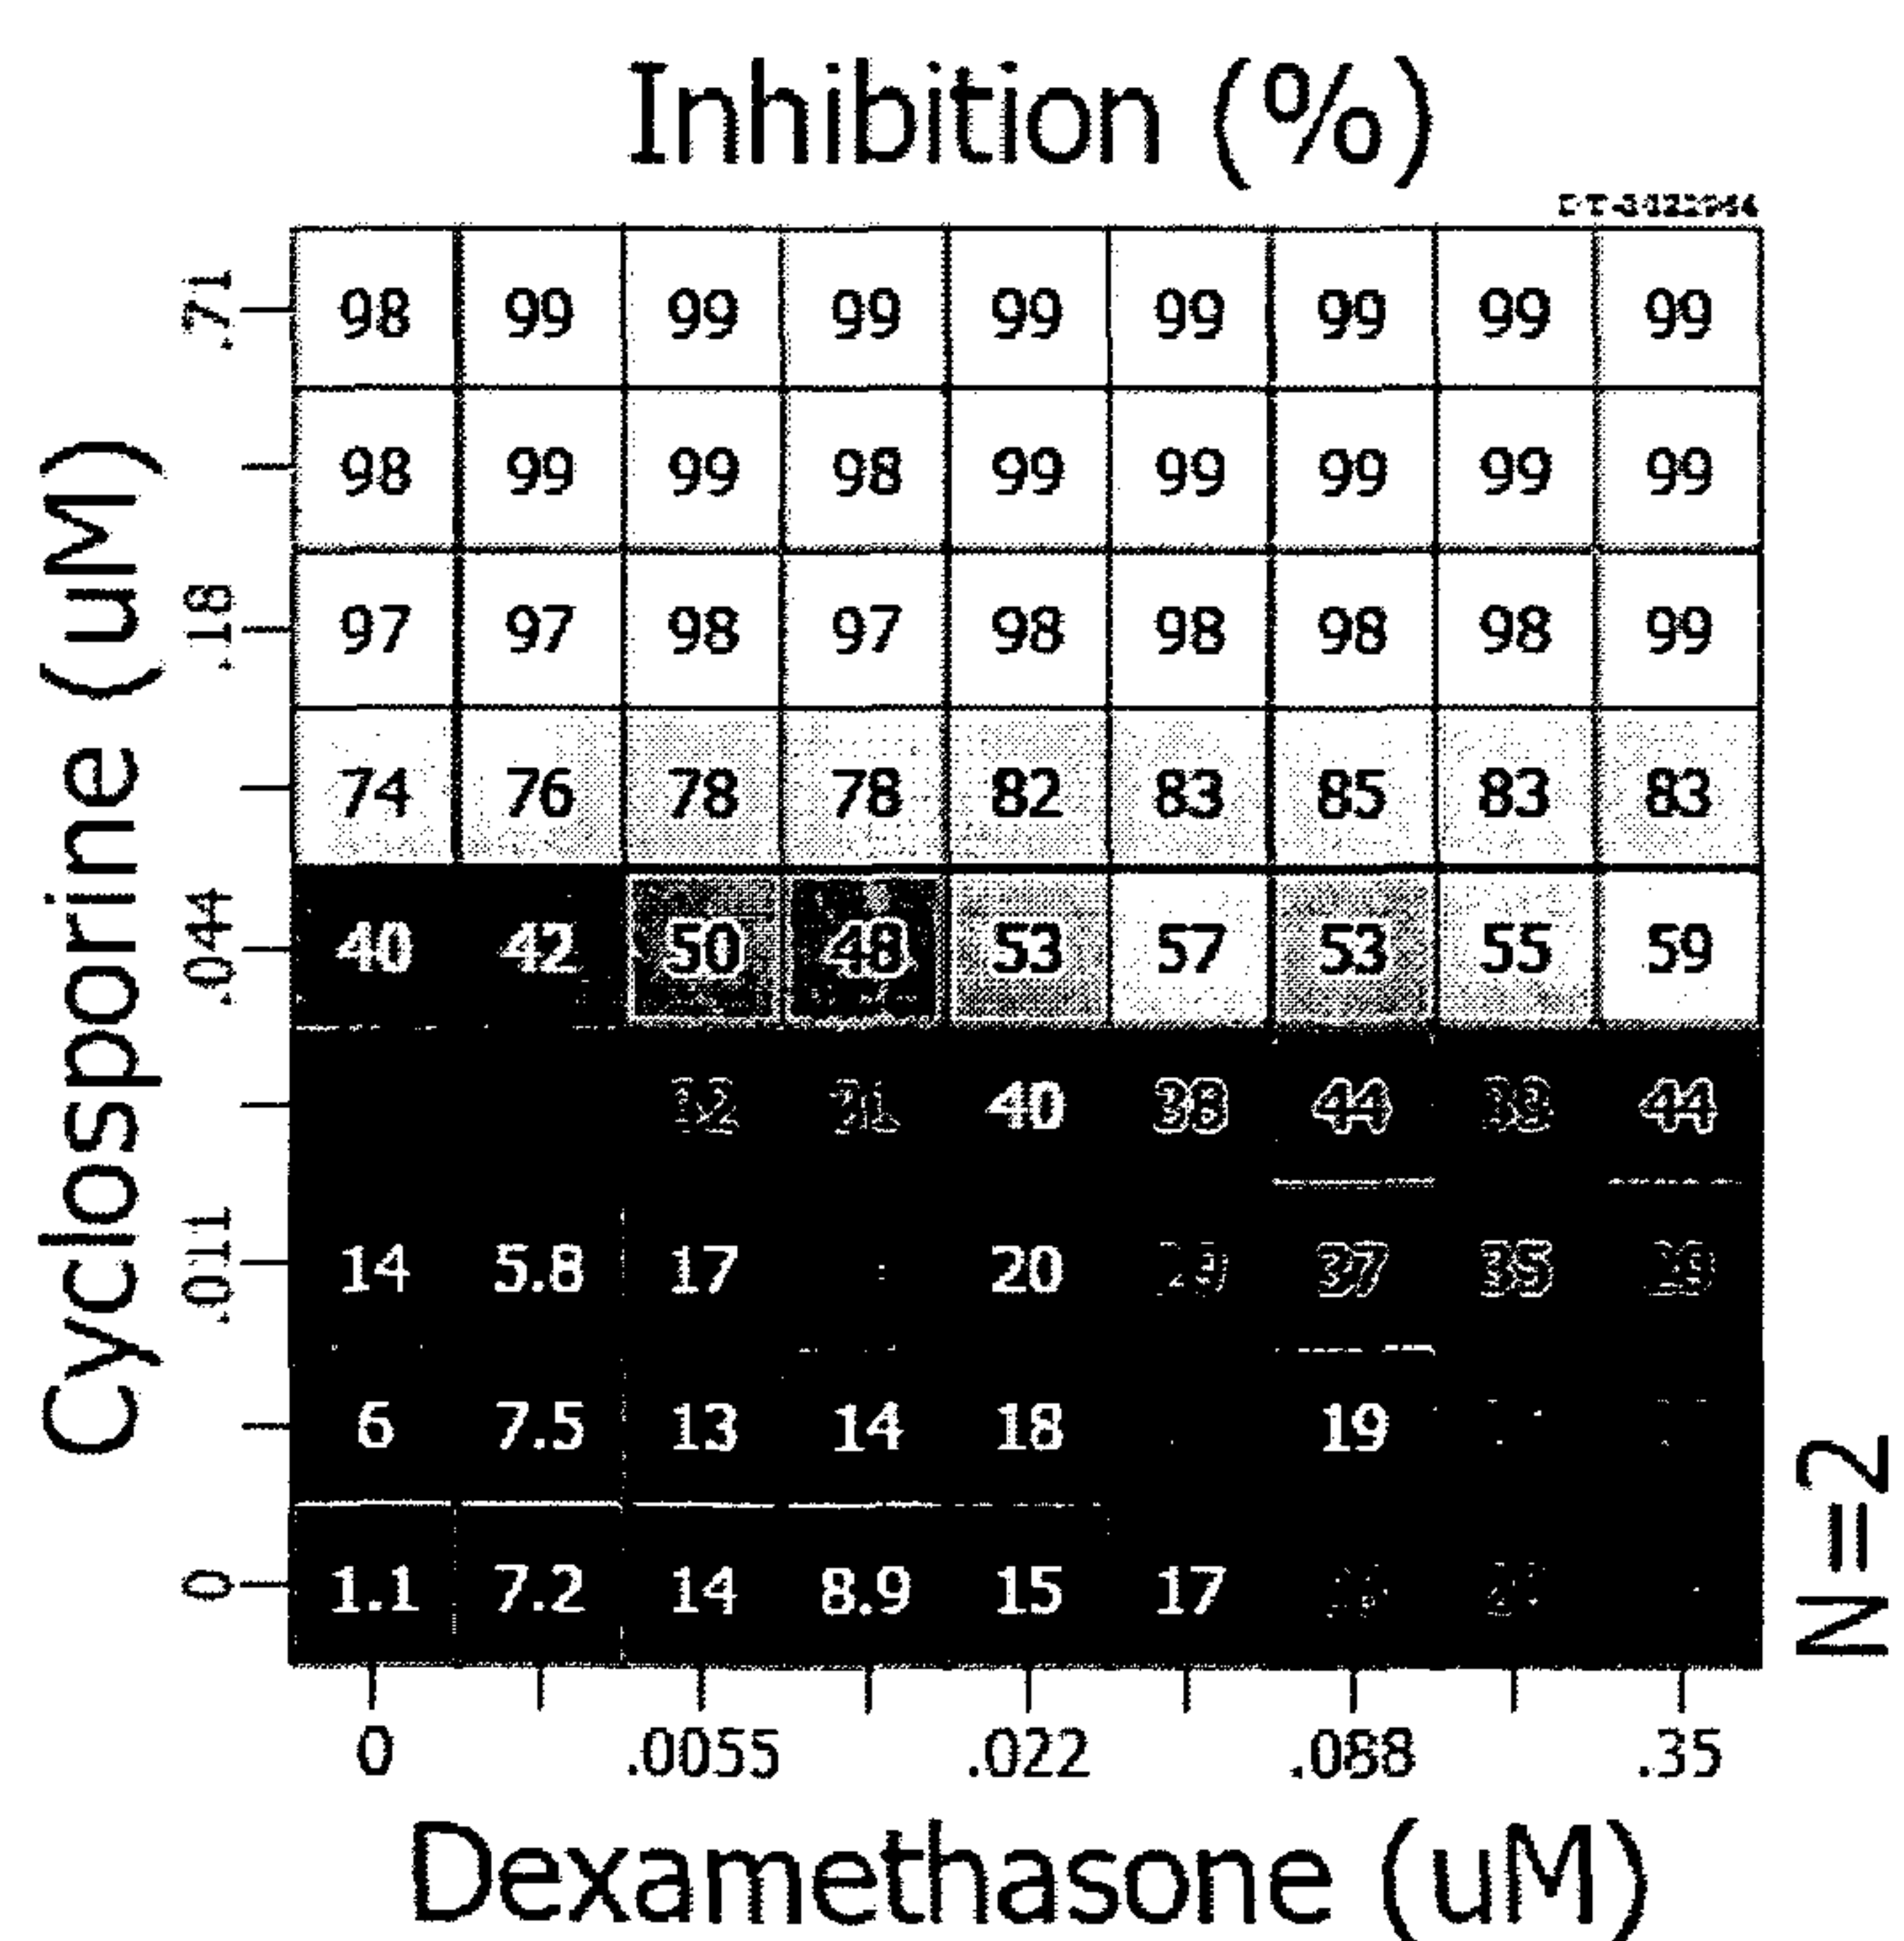 Inhibition (%)
.71 98 99 99 99 99 99 99 99 99
98 99 99 98 99 99 99 99 99
.18 97 97 98 97 98 98 98 98 99
74 76 78 78 82 83 85 83 83
.044 40 42 50 48 53 57 53 55 59
32 31 40 38 44 44
.011 14 5.8 17 20 37 35
6 7.5 13 14 18 19
0 1.1 7.2 14 8.9 15 17
0 .0055 .022 .088 .35
Dexamethasone (uM)
Cyclosporine (uM)
N=2